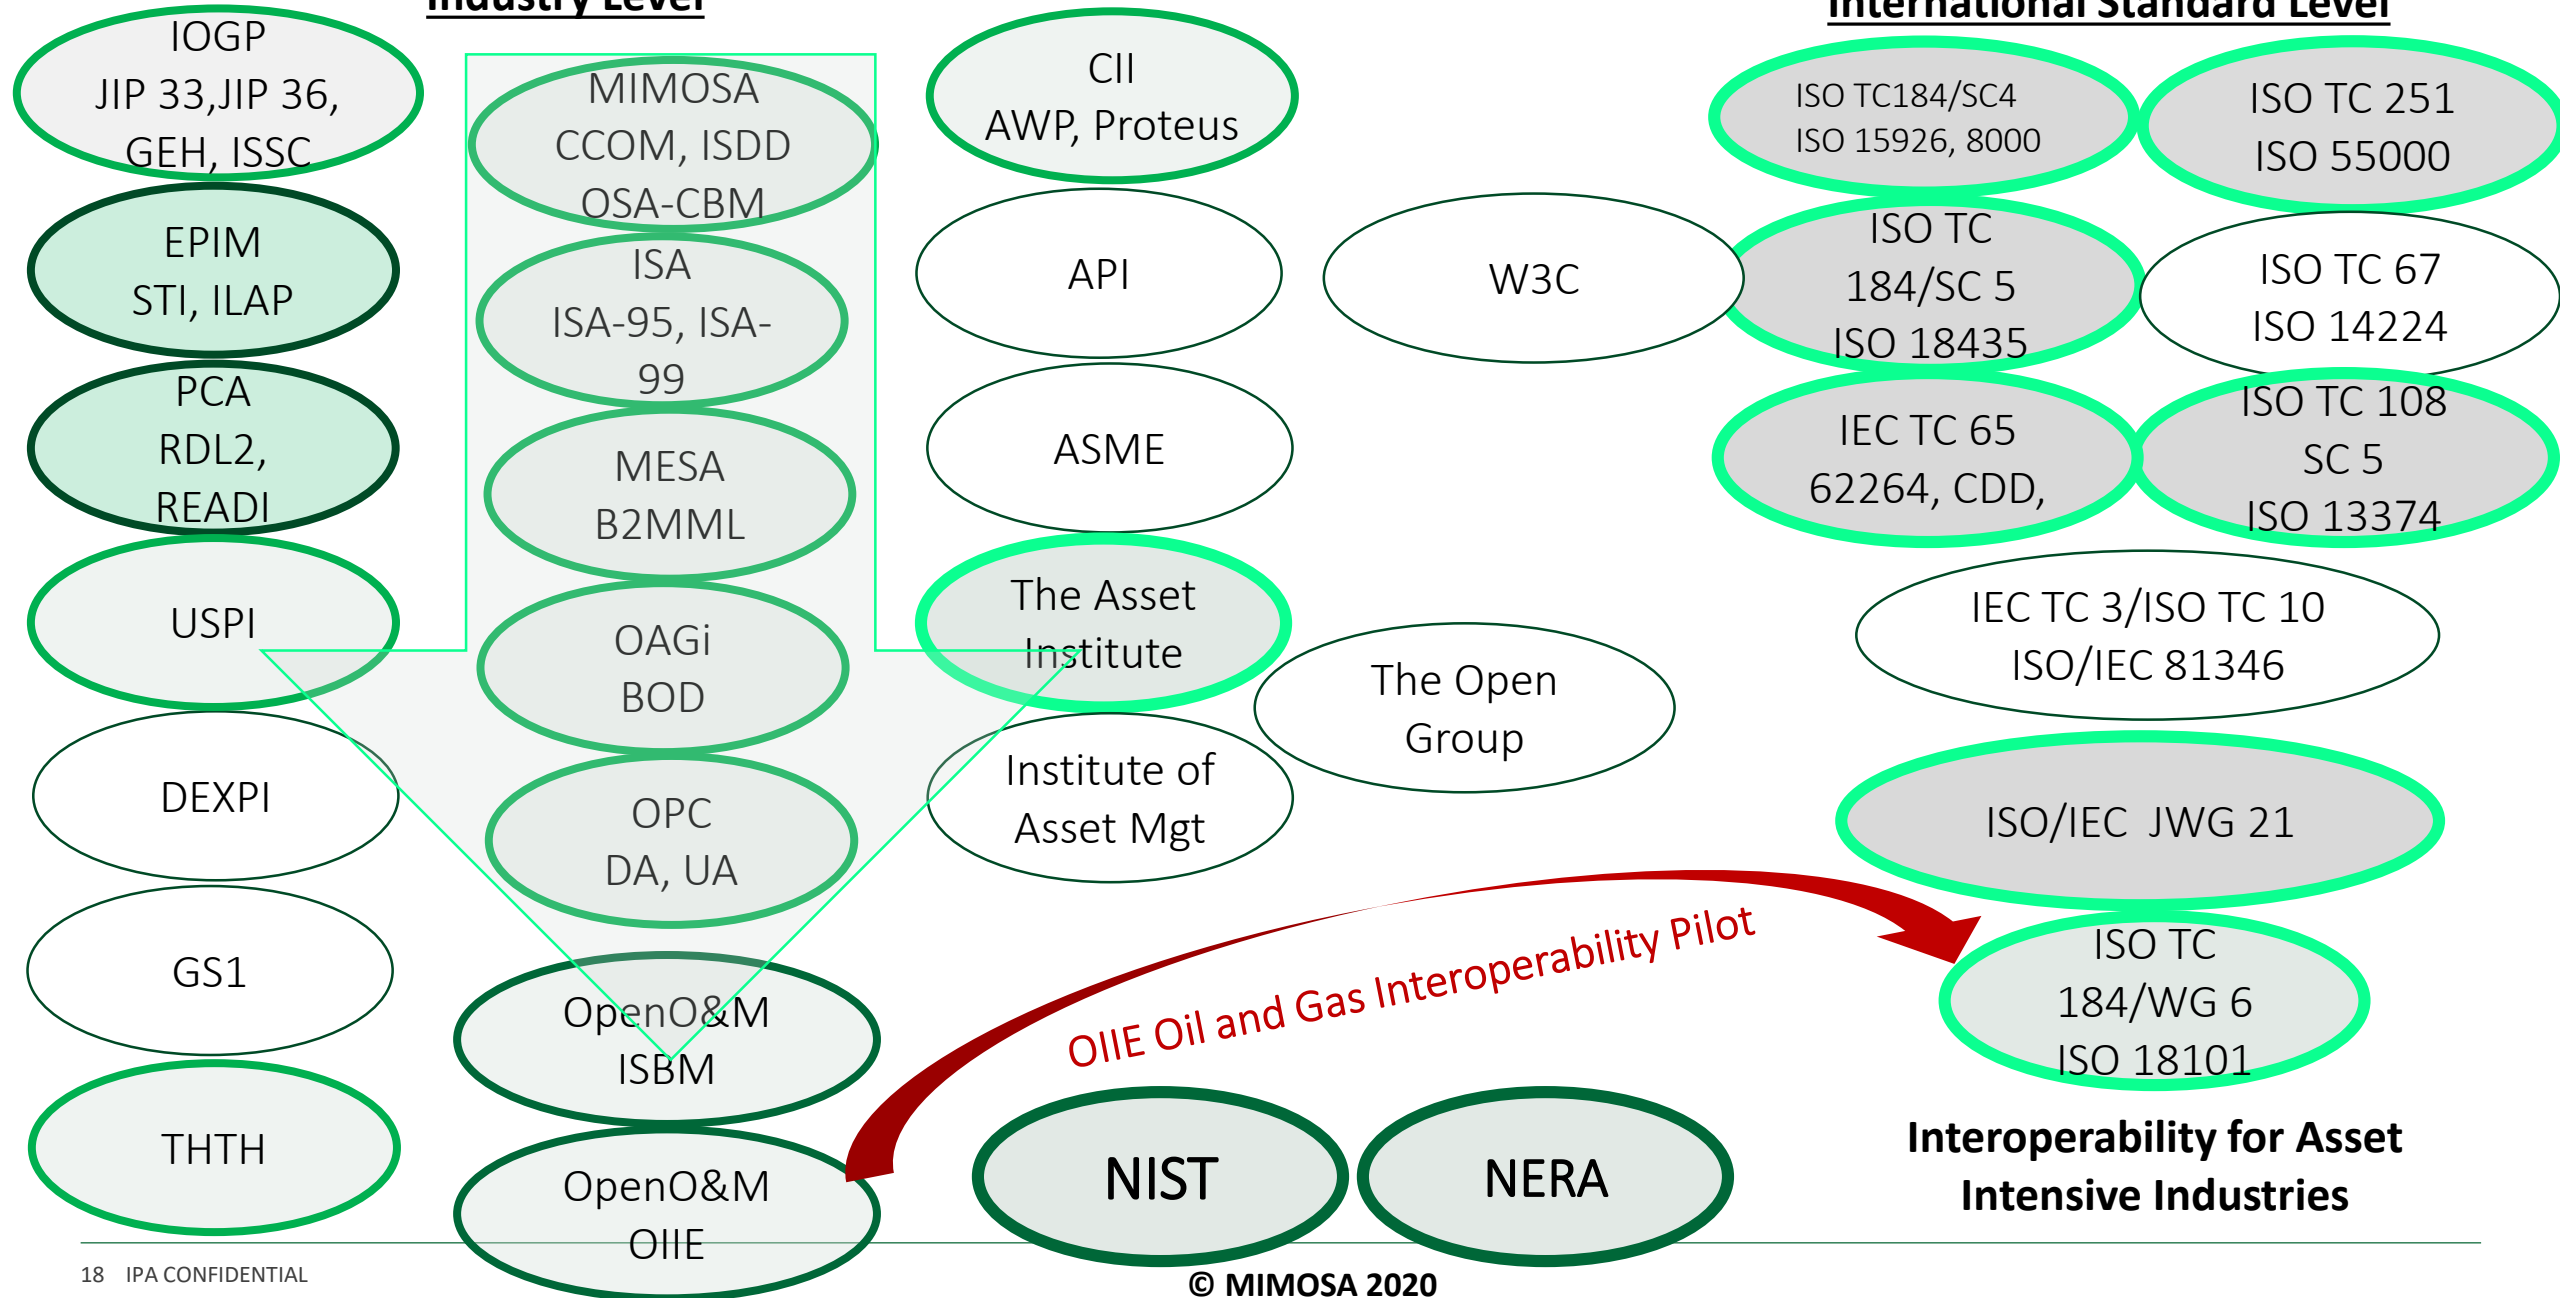 Industry Level
International Standard Level
IOGP
JIP 33,JIP 36,
GEH, ISSC
EPIM
STI, ILAP
PCA
RDL2,
READI
USPI
DEXPI
GS1
THTH
MIMOSA
CCOM, ISDD
OSA-CBM
ISA
ISA-95, ISA-
99
MESA
B2MML
OAGi
BOD
OPC
DA, UA
OpenO&M
ISBM
OpenO&M
OIIE
CII
AWP, Proteus
API
ASME
The Asset
Institute
Institute of
Asset Mgt
W3C
The Open
Group
OIIE Oil and Gas Interoperability Pilot
NIST
NERA
ISO TC184/SC4
ISO 15926, 8000
ISO TC 251
ISO 55000
ISO TC
184/SC 5
ISO 18435
ISO TC 67
ISO 14224
IEC TC 65
62264, CDD,
ISO TC 108
SC 5
ISO 13374
IEC TC 3/ISO TC 10
ISO/IEC 81346
ISO/IEC  JWG 21
ISO TC
184/WG 6
ISO 18101
Interoperability for Asset
Intensive Industries
18 IPA CONFIDENTIAL
© MIMOSA 2020